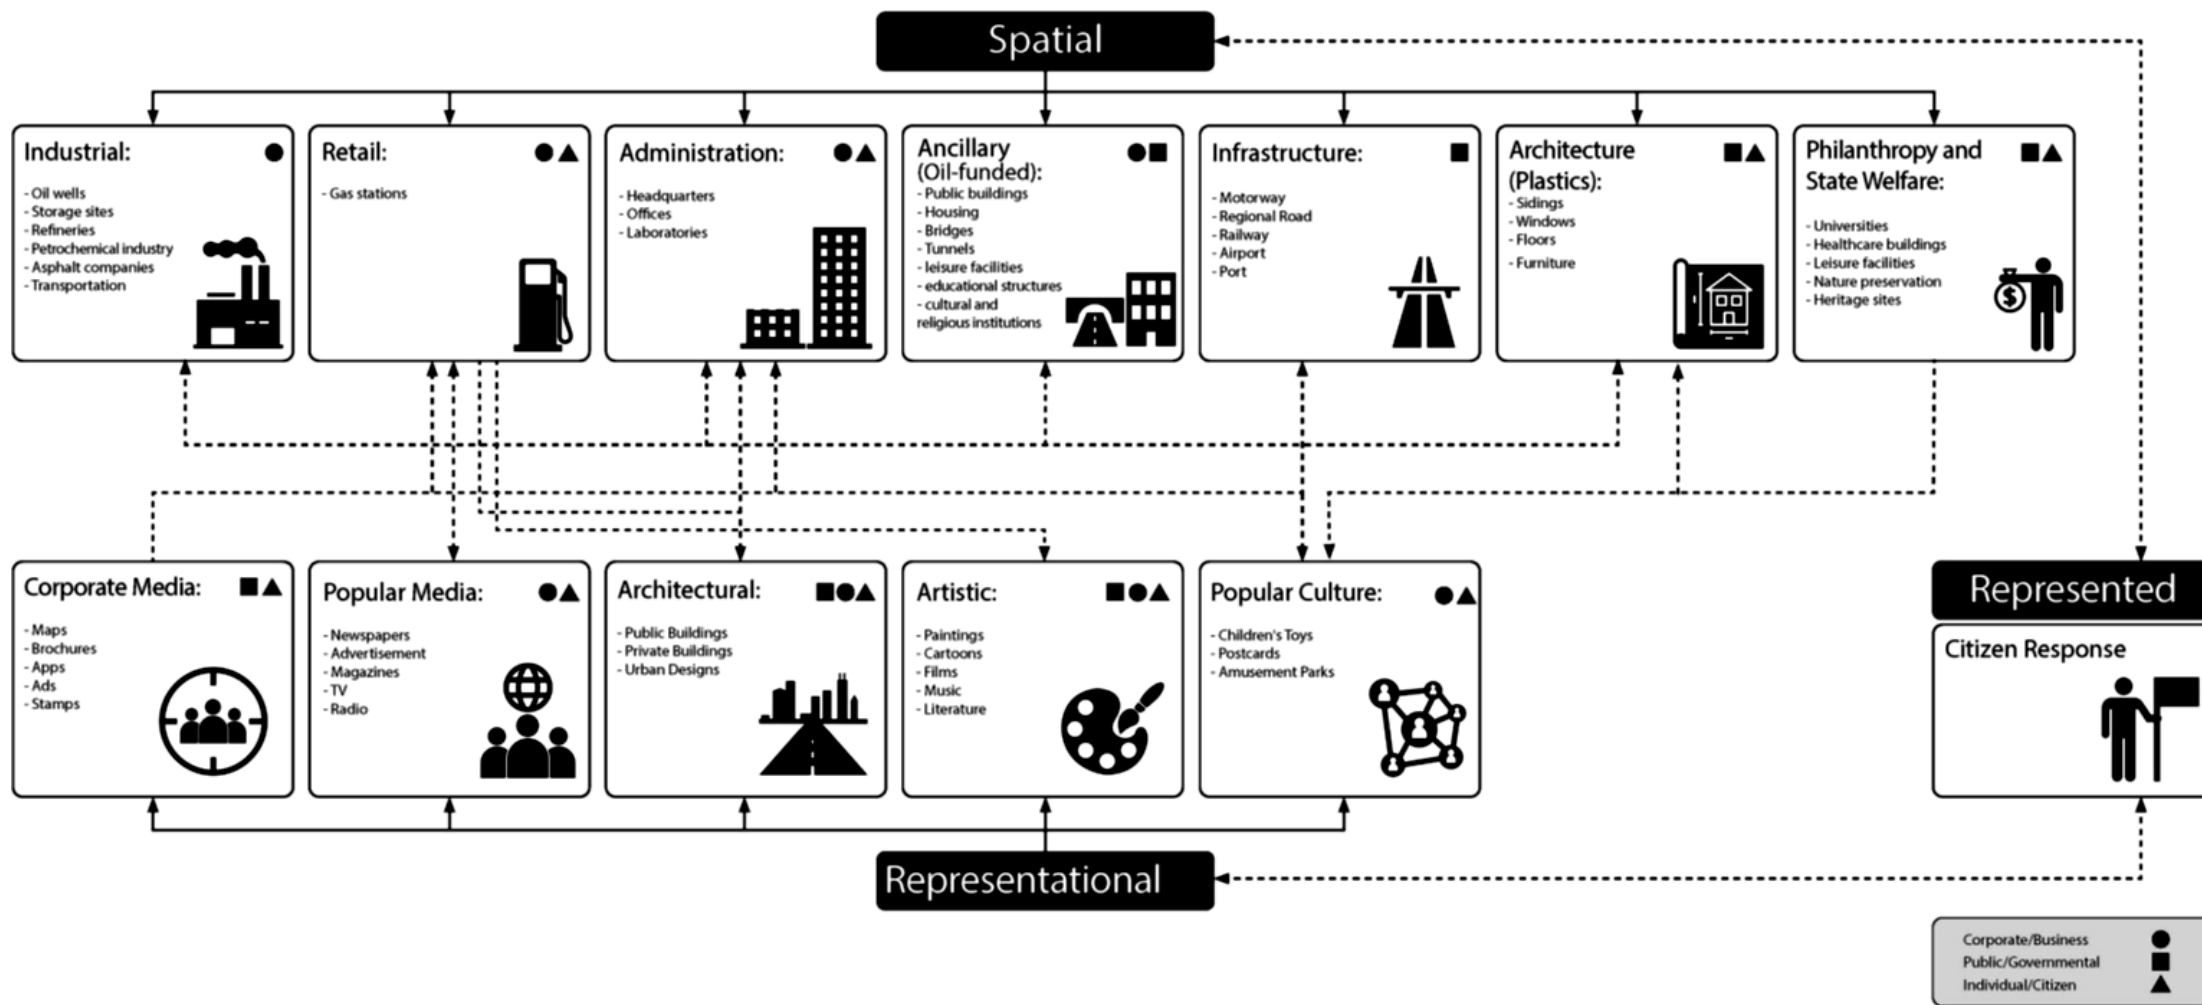 Spatial
Industrial:
- Oil wells
- Storage sites
- Refineries
- Petrochemical industry
- Asphalt companies
- Transportation
Retail:
- Gas stations
Administration:
- Headquarters
- Offices
- Laboratories
Ancillary
(Oil-funded):
- Public buildings
- Housing
- Bridges
- Tunnels
- leisure facilities
- educational structures
- cultural and
religious institutions
Infrastructure:
- Motorway
- Regional Road
- Railway
- Airport
- Port
Architecture
(Plastics):
- Sidings
- Windows
- Floors
- Furniture
Philanthropy and
State Welfare:
- Universities
- Healthcare buildings
- Leisure facilities
- Nature preservation
- Heritage sites
$
Corporate Media:
- Maps
- Brochures
- Apps
- Ads
- Stamps
Popular Media:
- Newspapers
- Advertisement
- Magazines
- TV
- Radio
Architectural:
- Public Buildings
- Private Buildings
- Urban Designs
Artistic:
- Paintings
- Cartoons
- Films
- Music
- Literature
Popular Culture:
- Children's Toys
- Postcards
- Amusement Parks
Represented
Citizen Response
Representational
Corporate/Business
Public/Governmental
Individual/Citizen